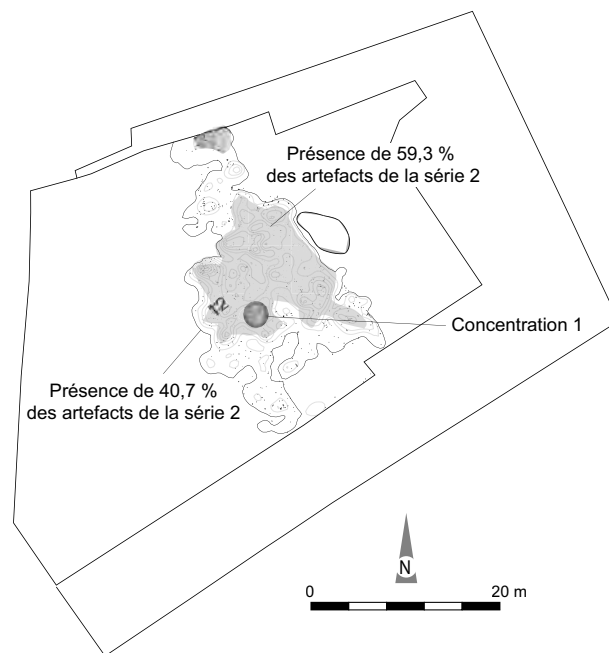 Présence de 59,3 %
des artefacts de la série 2
12
Concentration 1
Présence de 40,7 %
des artefacts de la série 2
N
0
20 m